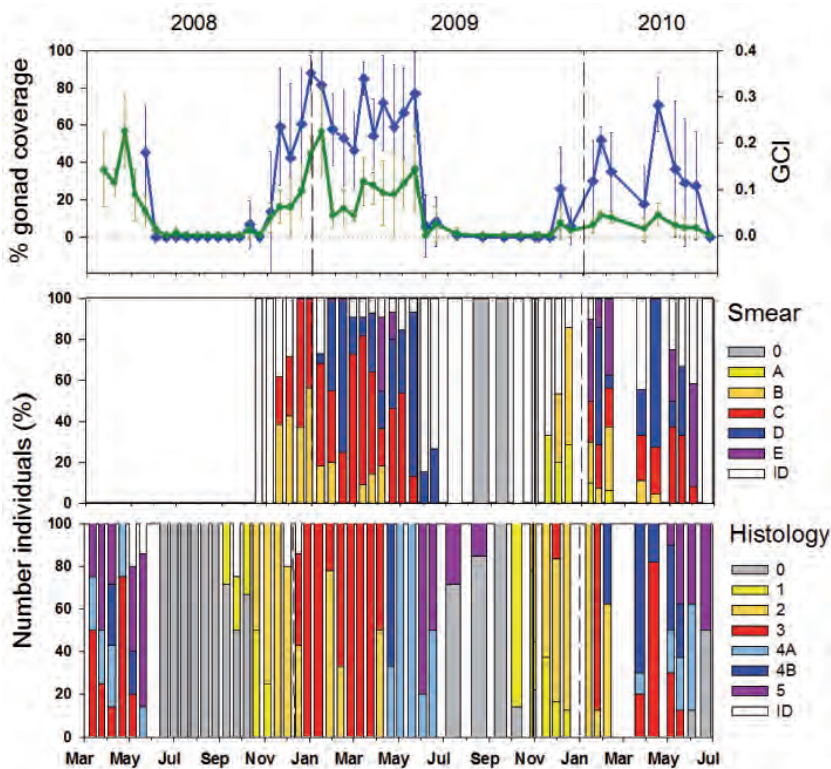 2008 2009 2010
% gonad coverage
100
80
60
40
20
0
GCI
0.4
0.3
0.2
0.1
0.0
Number individuals (%)
100
80
60
40
20
0
Smear
0
A
B
C
D
E
ID
100
80
60
40
20
0
Histology
0
1
2
3
4A
4B
5
ID
Mar May Jul Sep Nov Jan Mar May Jul Sep Nov Jan Mar May Jul